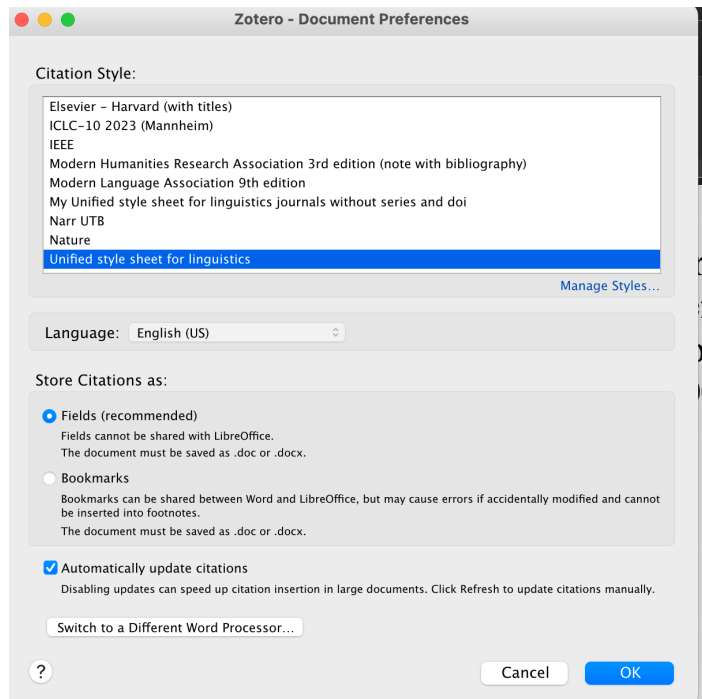 Zotero - Document Preferences
Citation Style:
Elsevier – Harvard (with titles)
ICLC-10 2023 (Mannheim)
IEEE
Modern Humanities Research Association 3rd edition (note with bibliography)
Modern Language Association 9th edition
My Unified style sheet for linguistics journals without series and doi
Narr UTB
Nature
Unified style sheet for linguistics
Manage Styles...
Language: English (US)
Store Citations as:
Fields (recommended)
Fields cannot be shared with LibreOffice.
The document must be saved as .doc or .docx.
Bookmarks
Bookmarks can be shared between Word and LibreOffice, but may cause errors if accidentally modified and cannot
be inserted into footnotes.
The document must be saved as .doc or .docx.
Automatically update citations
Disabling updates can speed up citation insertion in large documents. Click Refresh to update citations manually.
Switch to a Different Word Processor...
? Cancel OK